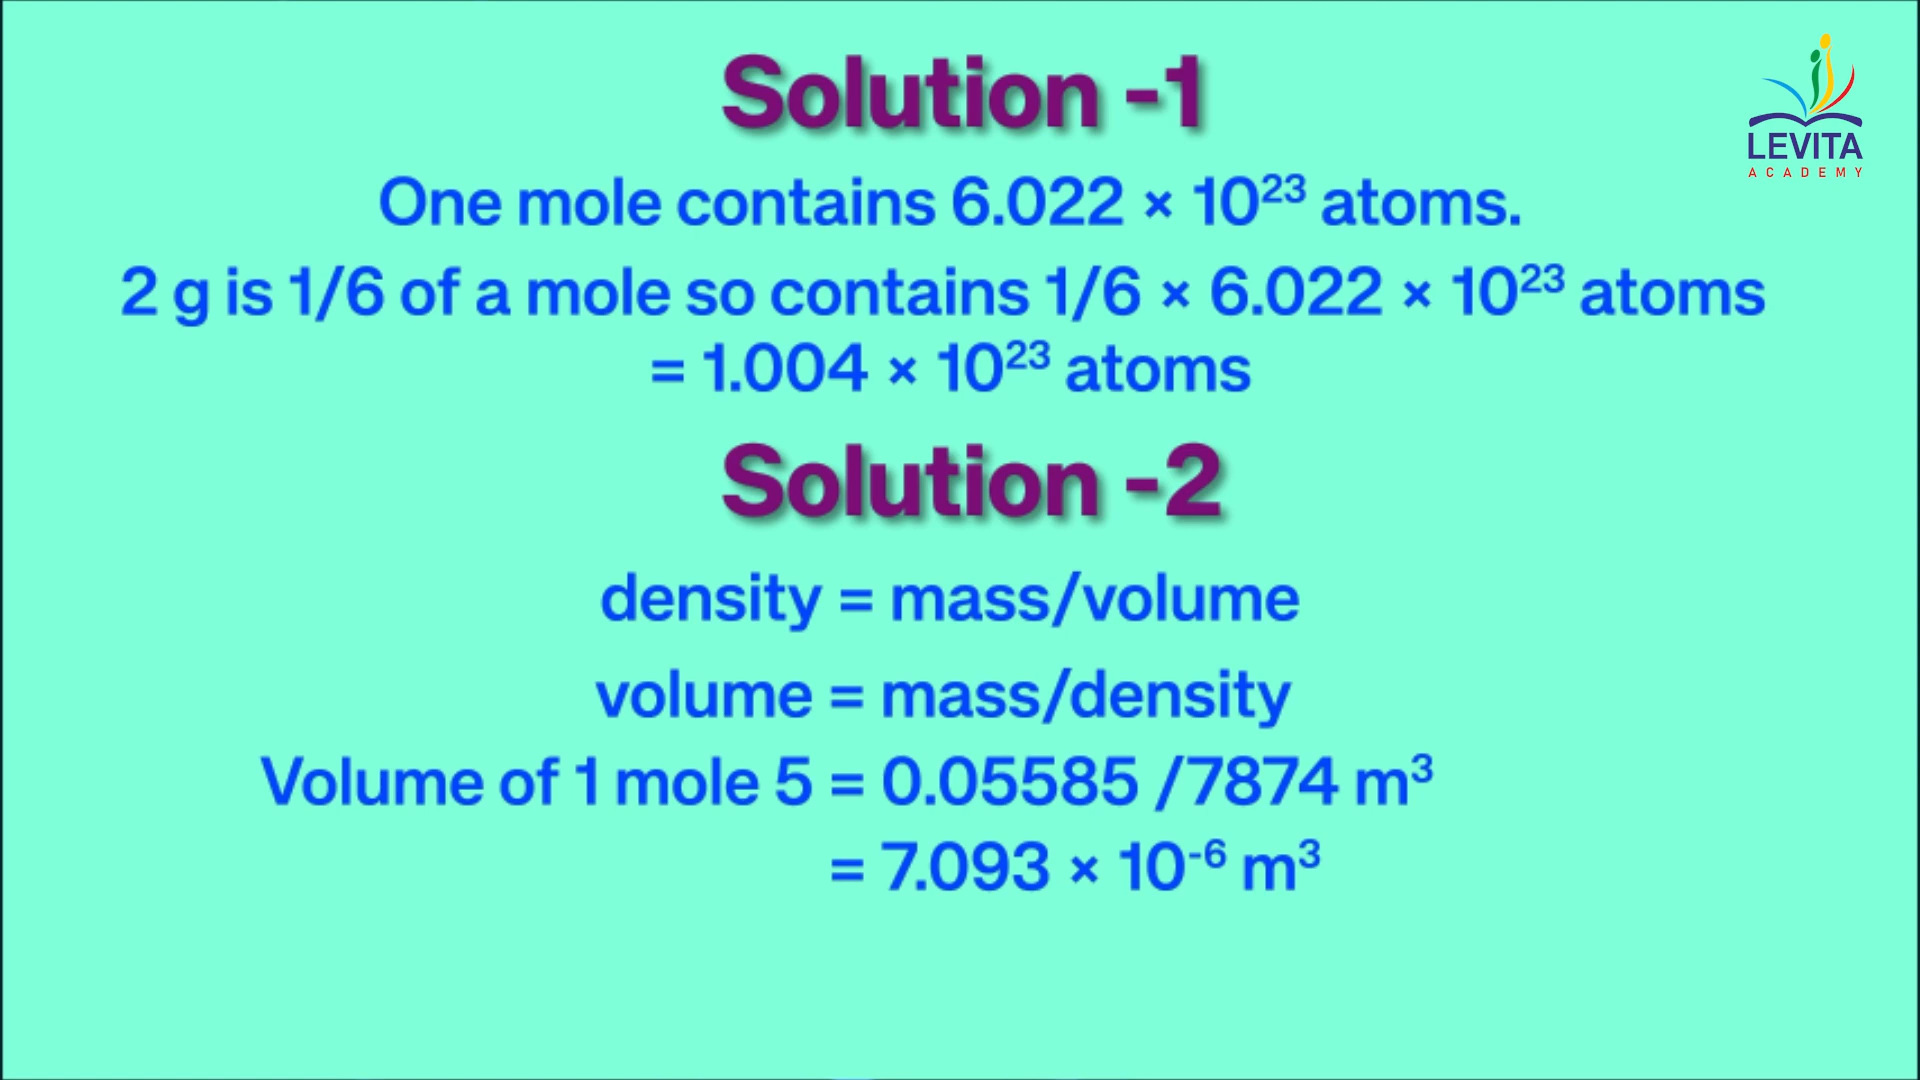 Solution -1
LEVITA
ACADEMY
One mole contains 6.022 × 10²³ atoms.
2 g is 1/6 of a mole so contains 1/6 × 6.022 × 10²³ atoms
= 1.004 × 10²³ atoms
Solution -2
density = mass/volume
volume = mass/density
Volume of 1 mole 5 = 0.05585 /7874 m³
= 7.093 × 10⁻⁶ m³